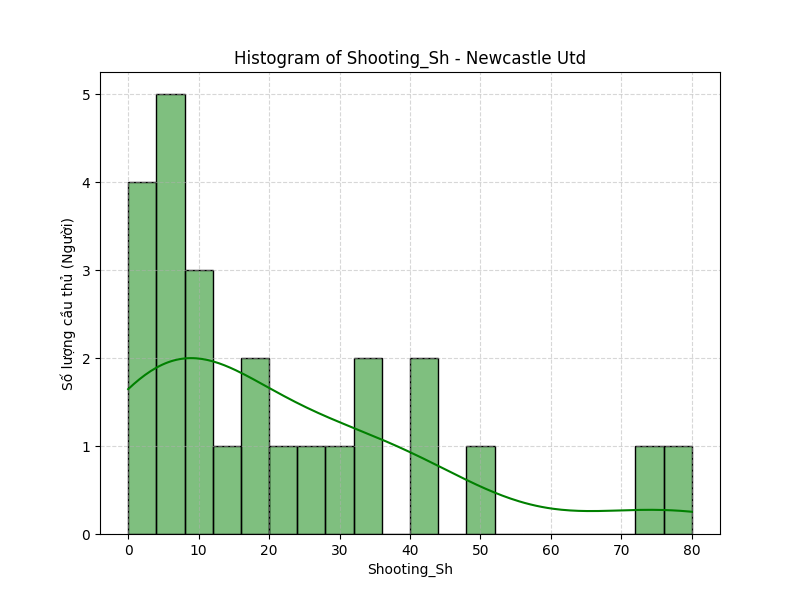 Histogram of Shooting_Sh - Newcastle Utd
Số lượng cầu thủ (Người)
5
4
3
2
1
0
0 10 20 30 40 50 60 70 80
Shooting_Sh